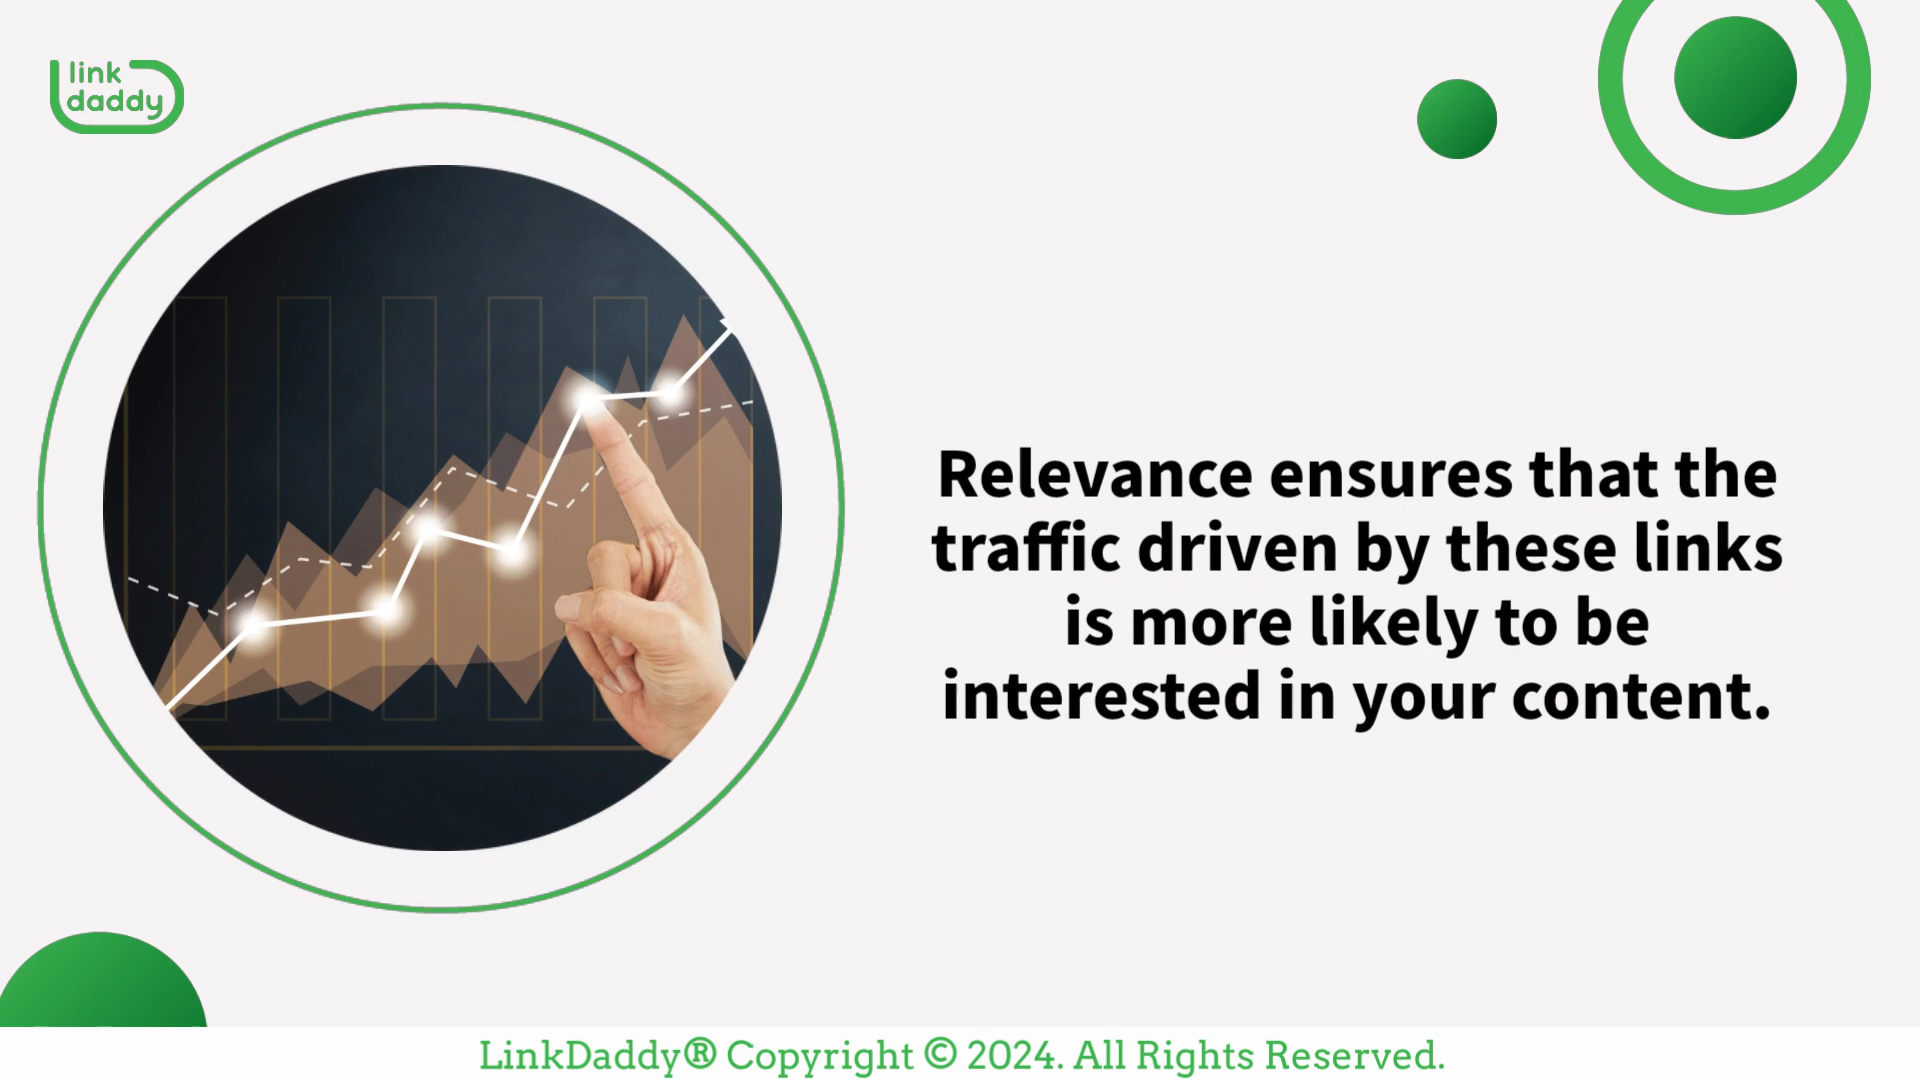 link
daddy
Relevance ensures that the
traffic driven by these links
is more likely to be
interested in your content.
LinkDaddy® Copyright © 2024. All Rights Reserved.